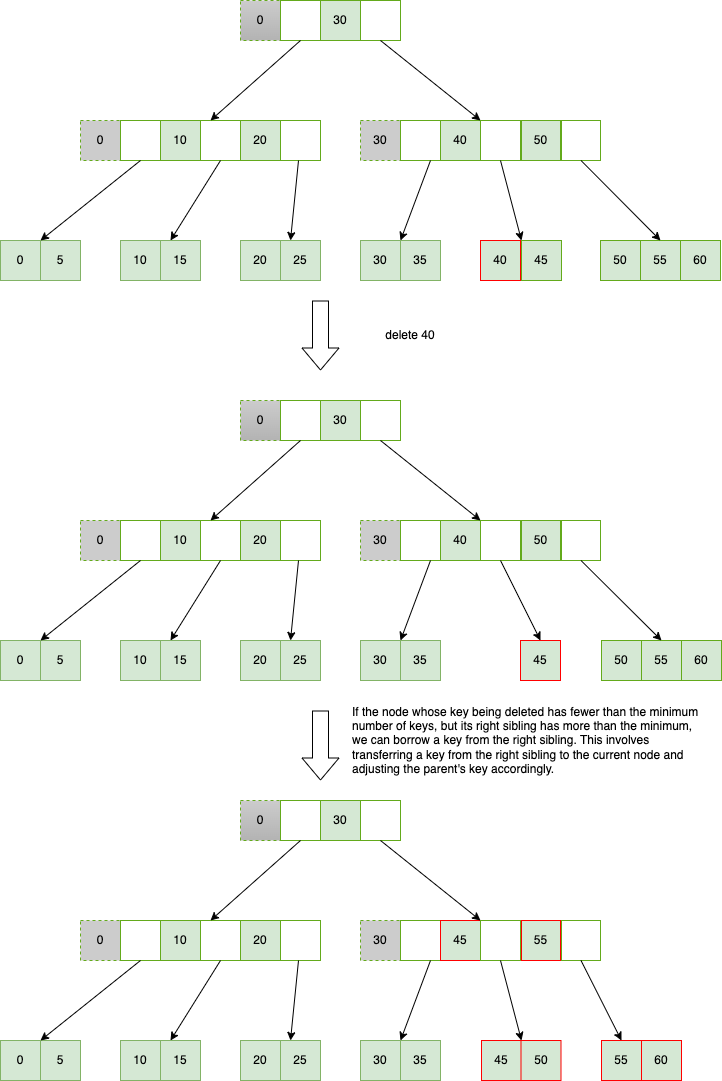 0 30
0 10 20 30 40 50
0 5 10 15 20 25 30 35 40 45 50 55 60
delete 40
0 30
0 10 20 30 40 50
0 5 10 15 20 25 30 35 45 50 55 60
If the node whose key being deleted has fewer than the minimum
number of keys, but its right sibling has more than the minimum,
we can borrow a key from the right sibling. This involves
transferring a key from the right sibling to the current node and
adjusting the parent's key accordingly.
0 30
0 10 20 30 45 55
0 5 10 15 20 25 30 35 45 50 55 60